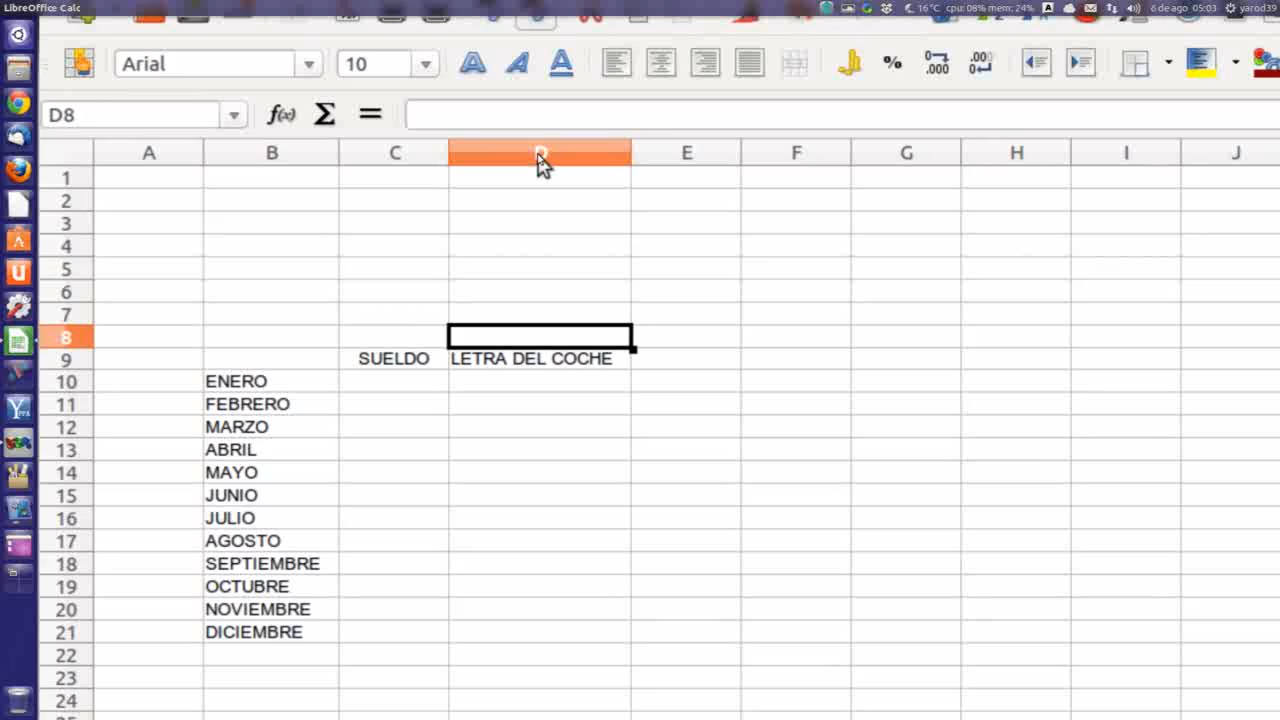 LibreOffice Calc
16°C cpu: 08% mem: 24% A 6 de ago 05:03 yarod39
Arial 10 A A A % .000 .00
D8 f(x) Σ =
A B C D E F G H I J
1
2
3
4
5
6
7
8
9 SUELDO LETRA DEL COCHE
10 ENERO
11 FEBRERO
12 MARZO
13 ABRIL
14 MAYO
15 JUNIO
16 JULIO
17 AGOSTO
18 SEPTIEMBRE
19 OCTUBRE
20 NOVIEMBRE
21 DICIEMBRE
22
23
24